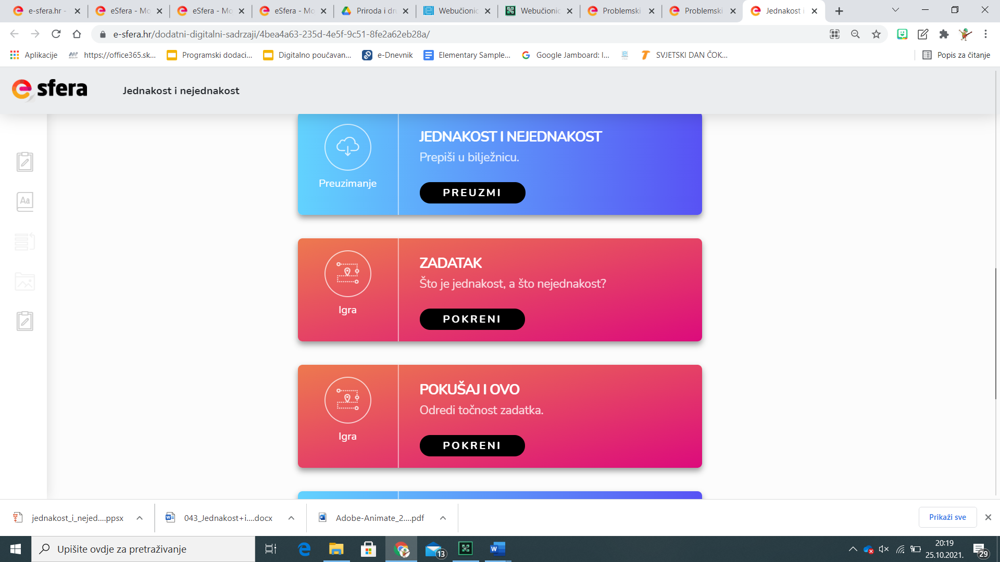 e-sfera.hr -
eSfera - Mo
eSfera - Mo
eSfera - Mo
Priroda i dru
Webučionic
Webučionic
Problemski
Problemski
Jednakost i
e-sfera.hr/dodatni-digitalni-sadrzaji/4bea4a63-235d-4e5f-9c51-8fe2a62eb28a/
Aplikacije
https://office365.sk...
Programski dodaci...
Digitalno poučavan...
e-Dnevnik
Elementary Sample...
Google Jamboard: I...
SVJETSKI DAN ČOK...
Popis za čitanje
e sfera
Jednakost i nejednakost
JEDNAKOST I NEJEDNAKOST
Prepiši u bilježnicu.
Preuzimanje
PREUZMI
Aa
ZADATAK
Što je jednakost, a što nejednakost?
Igra
POKRENI
POKUŠAJ I OVO
Odredi točnost zadatka.
Igra
POKRENI
jednakost_i_nejed....ppsx
043_Jednakost+i....docx
Adobe-Animate_2....pdf
Prikaži sve
Upišite ovdje za pretraživanje
13
20:19
25.10.2021.
29